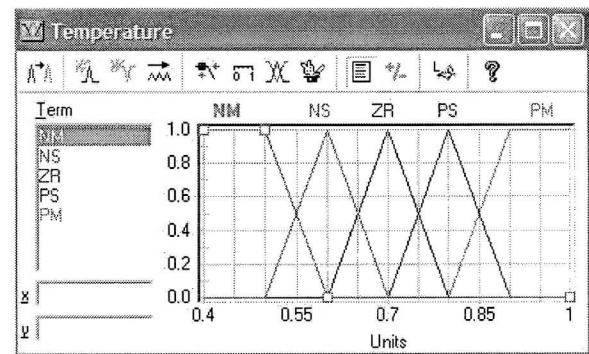 Temperature
Term
NM NS ZR PS PM
NM
NS
ZR
PS
PM
1.0
0.8
0.6
0.4
0.2
0.0
0.4 0.55 0.7 0.85 1
Units
x
y